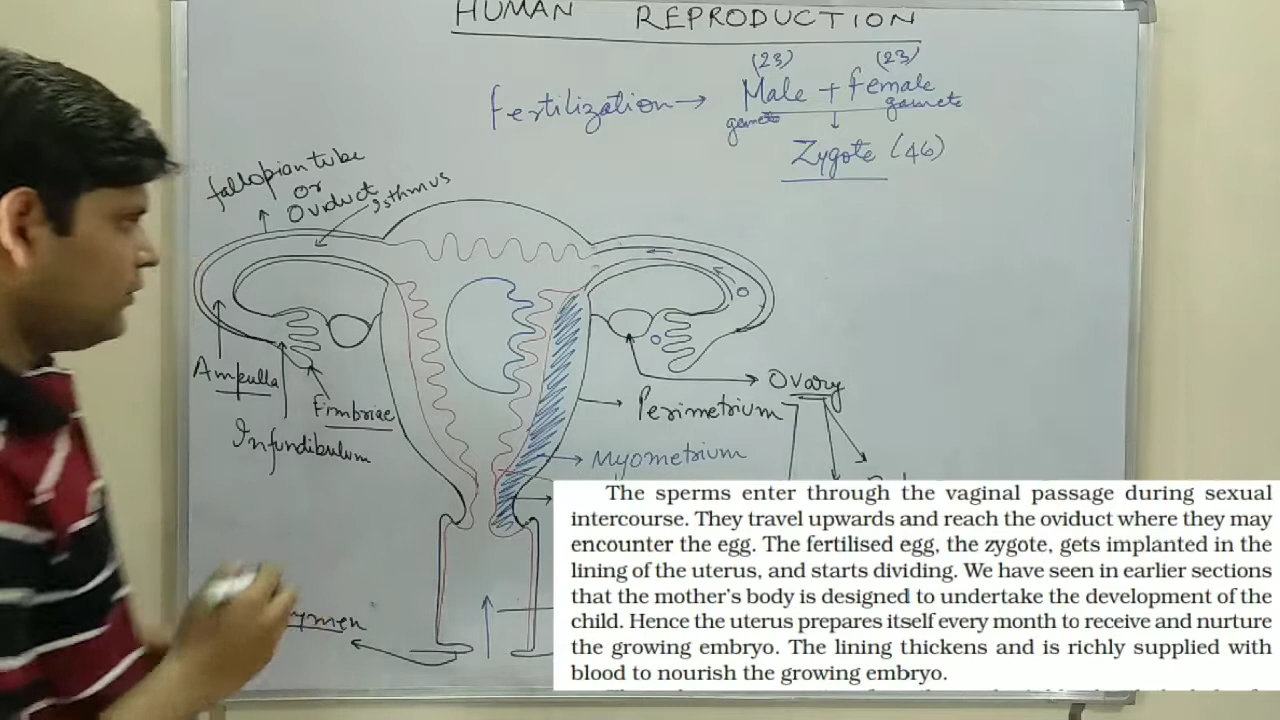 HUMAN REPRODUCTION
(23) (23)
Fertilization → Male + Female
gamete gamete
Zygote (46)
fallopian tube
or
Oviduct
Isthmus
Ampulla
Fimbriae
Infundibulum
Ovary
Perimetrium
Myometrium
ymen
The sperms enter through the vaginal passage during sexual
intercourse. They travel upwards and reach the oviduct where they may
encounter the egg. The fertilised egg, the zygote, gets implanted in the
lining of the uterus, and starts dividing. We have seen in earlier sections
that the mother's body is designed to undertake the development of the
child. Hence the uterus prepares itself every month to receive and nurture
the growing embryo. The lining thickens and is richly supplied with
blood to nourish the growing embryo.